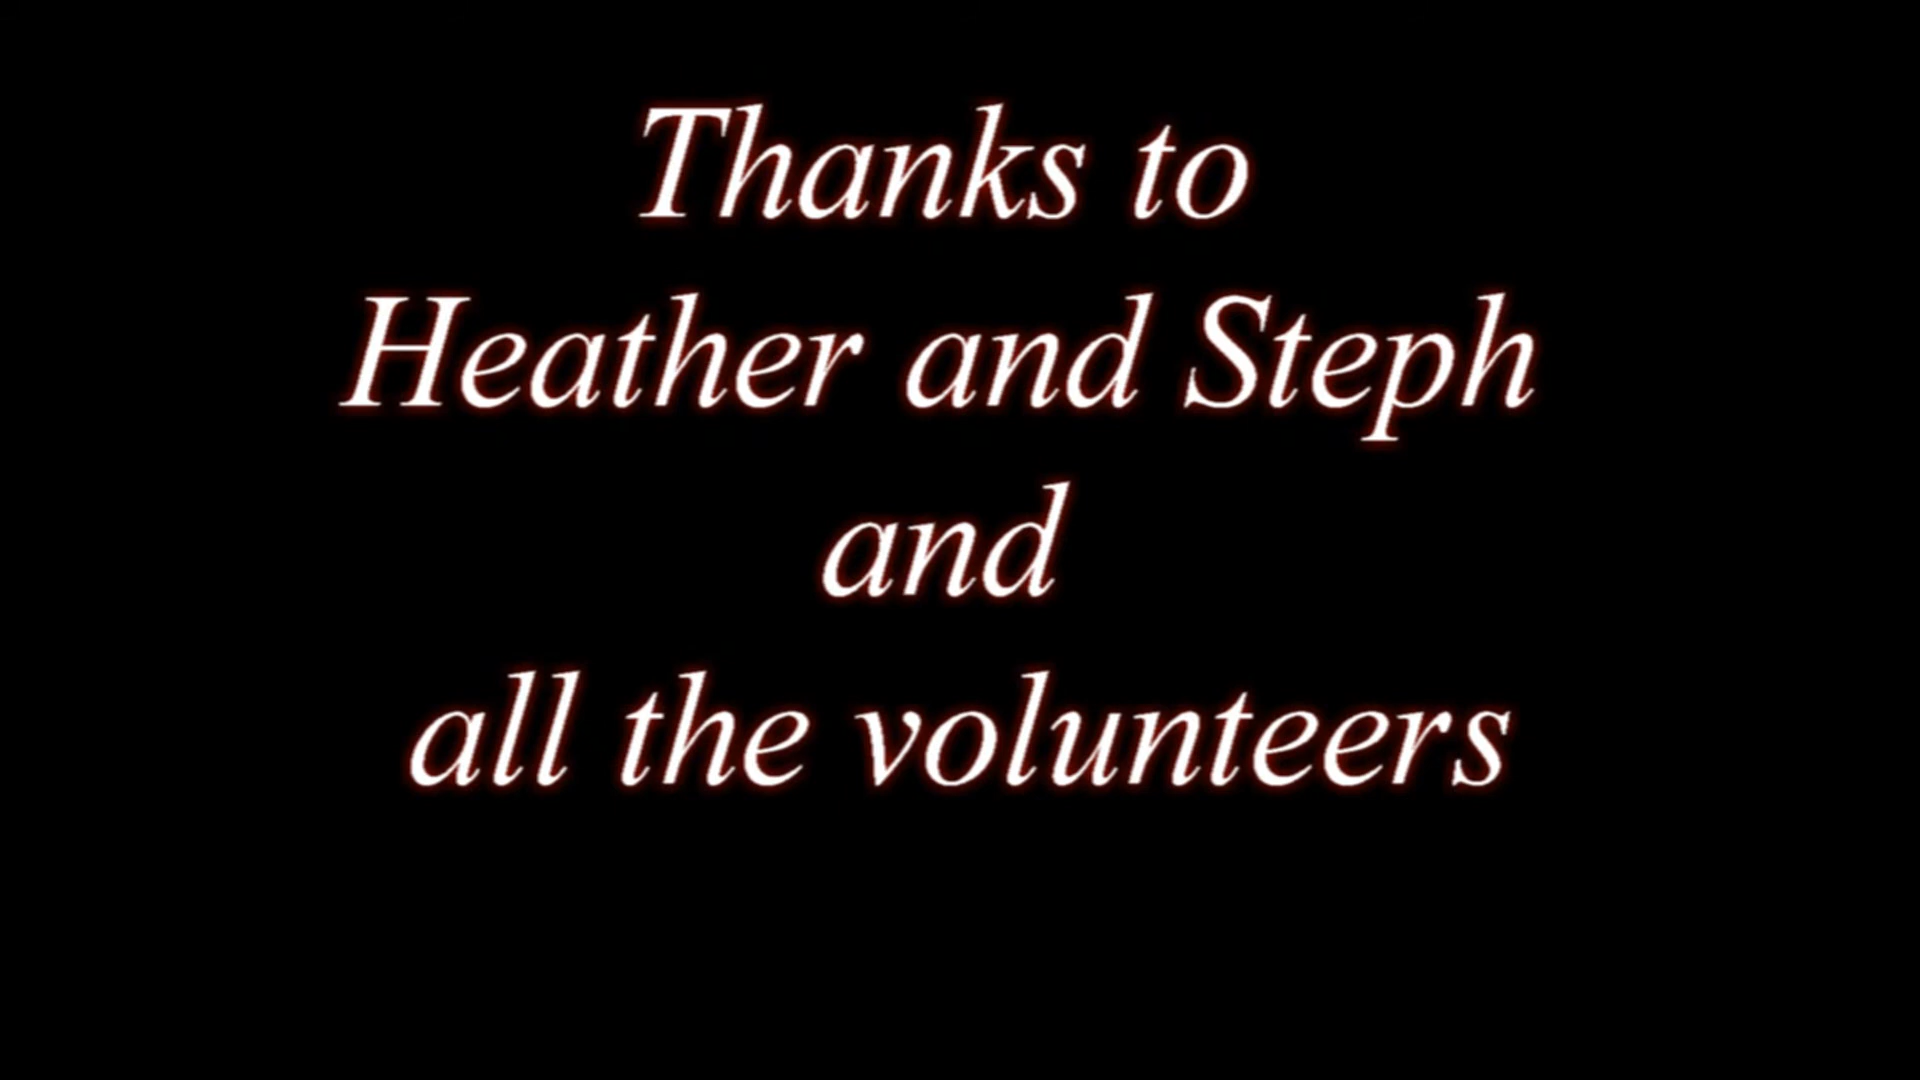 Thanks to
Heather and Steph
and
all the volunteers